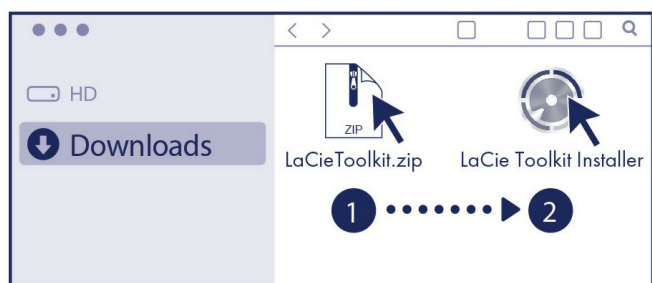 HD
Downloads
ZIP
LaCieToolkit.zip
LaCie Toolkit Installer
1
2